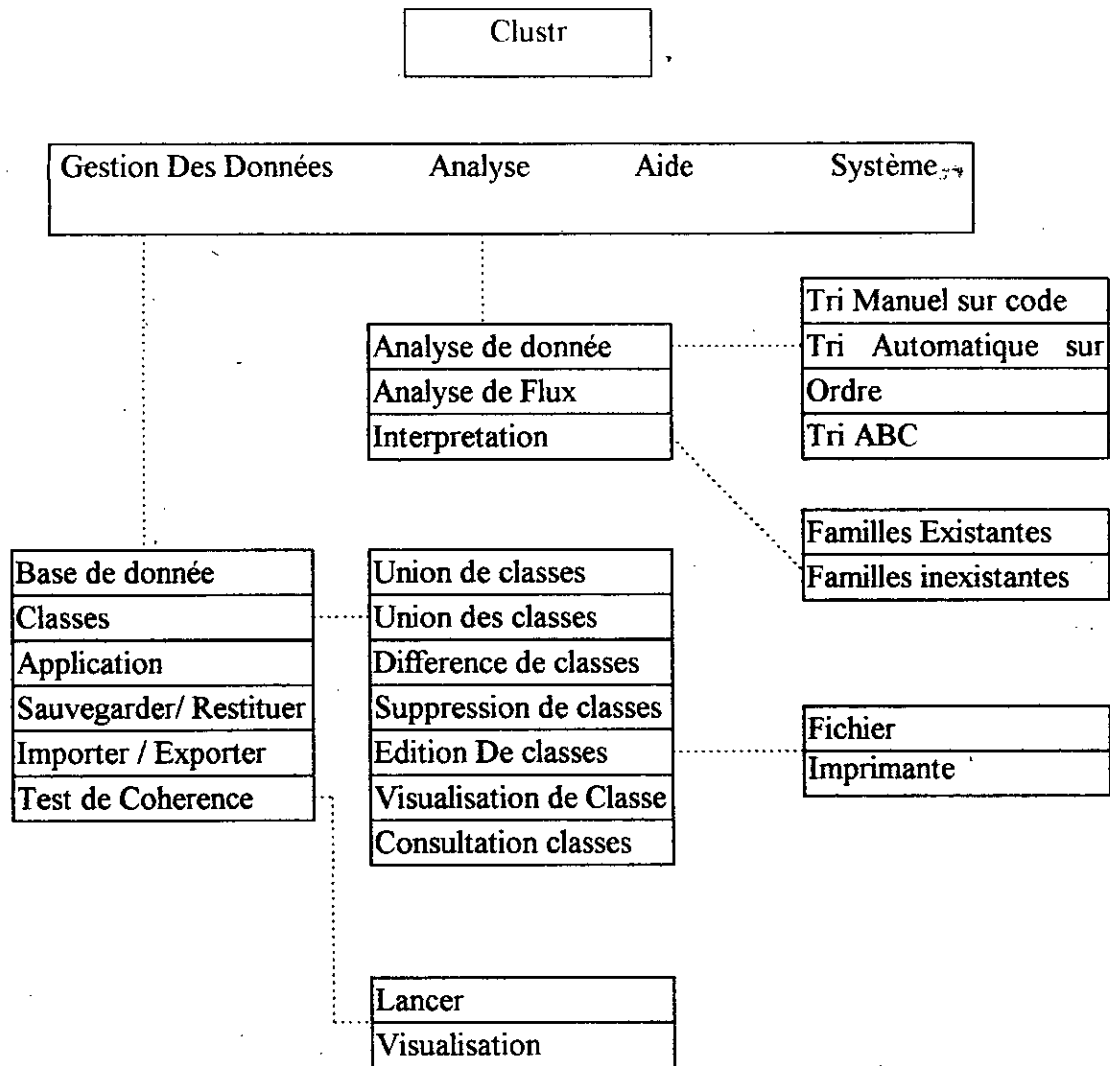 Clustr
Gestion Des Données Analyse Aide Système
Analyse de donnée
Analyse de Flux
Interpretation
Tri Manuel sur code
Tri Automatique sur
Ordre
Tri ABC
Familles Existantes
Familles inexistantes
Base de donnée
Classes
Application
Sauvegarder/ Restituer
Importer / Exporter
Test de Coherence
Union de classes
Union des classes
Difference de classes
Suppression de classes
Edition De classes
Visualisation de Classe
Consultation classes
Fichier
Imprimante
Lancer
Visualisation